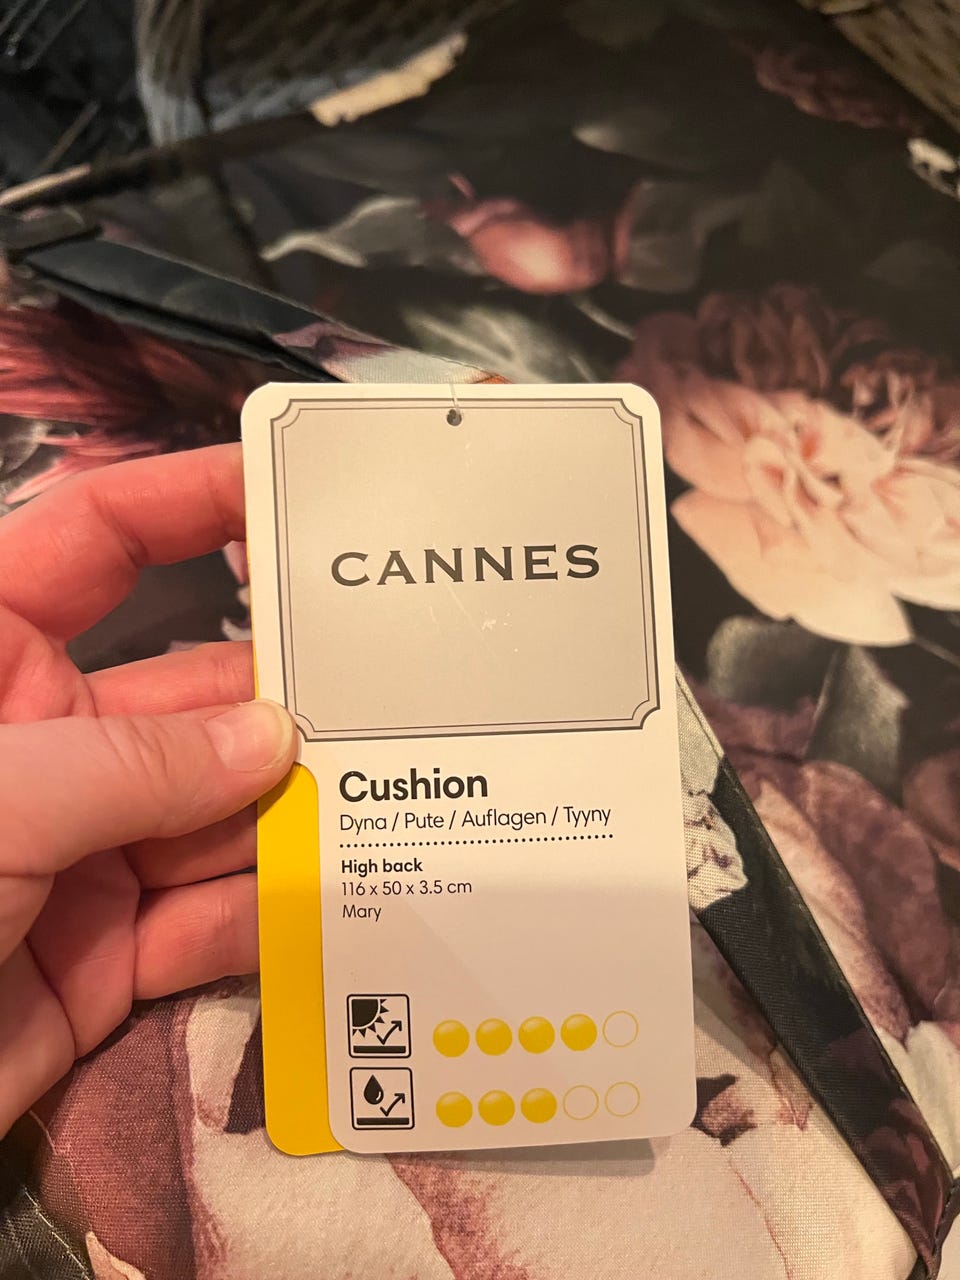 CANNES
Cushion
Dyna / Pute / Auflagen / Tyyny
High back
116 x 50 x 3.5 cm
Mary